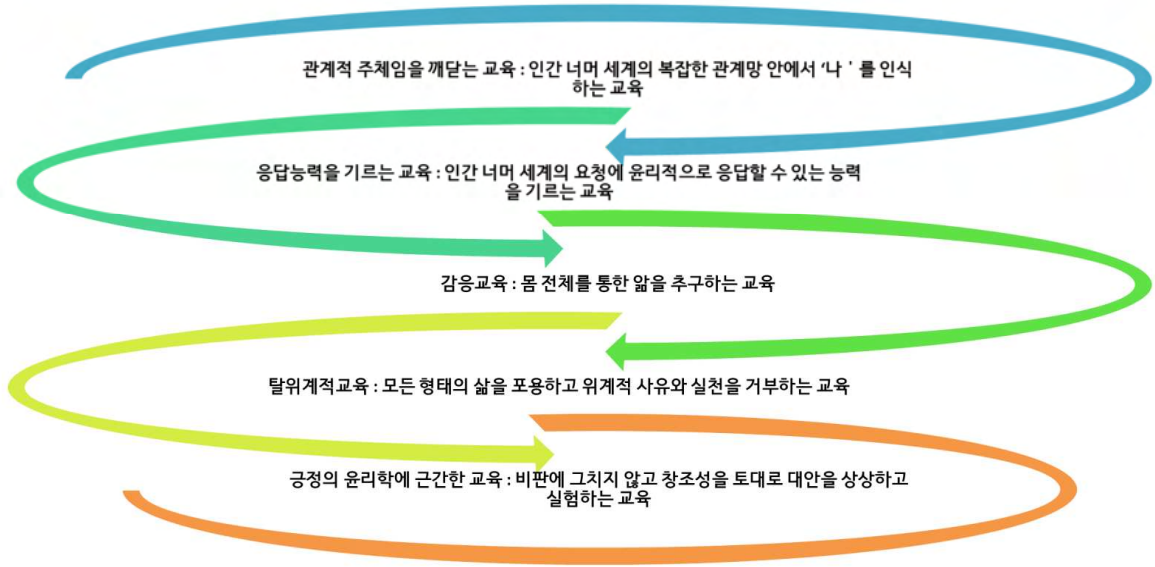 관계적 주체임을 깨닫는 교육 : 인간 너머 세계의 복잡한 관계망 안에서 ‘나 ' 를 인식
하는 교육
응답능력을 기르는 교육 : 인간 너머 세계의 요청에 윤리적으로 응답할 수 있는 능력
을 기르는 교육
감응교육 : 몸 전체를 통한 앎을 추구하는 교육
탈위계적교육 : 모든 형태의 삶을 포용하고 위계적 사유와 실천을 거부하는 교육
긍정의 윤리학에 근간한 교육 : 비판에 그치지 않고 창조성을 토대로 대안을 상상하고
실험하는 교육